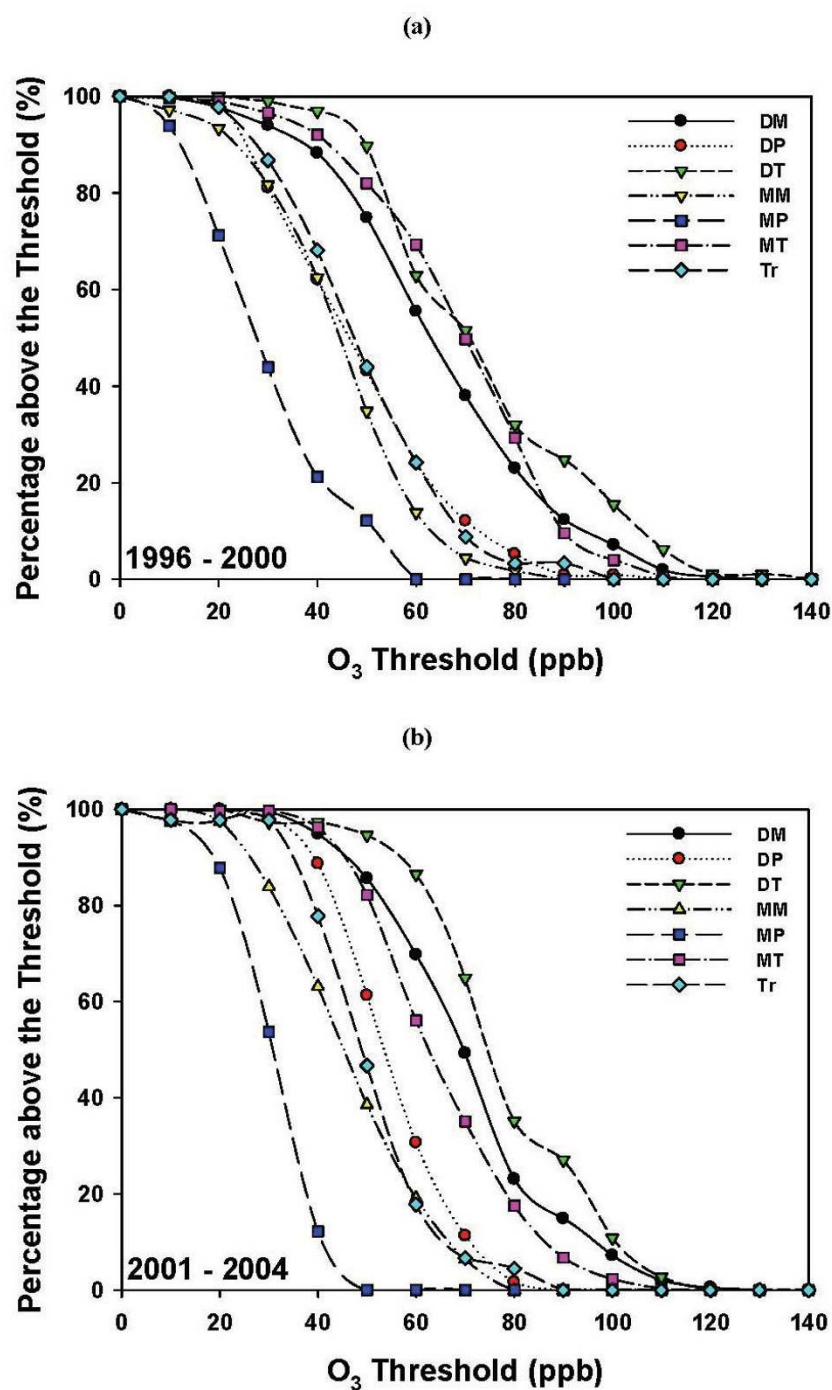 (a)
Percentage above the Threshold (%)
100
80
60
40
20
0
DM
DP
DT
MM
MP
MT
Tr
1996 - 2000
0 20 40 60 80 100 120 140
O₃ Threshold (ppb)
(b)
Percentage above the Threshold (%)
100
80
60
40
20
0
DM
DP
DT
MM
MP
MT
Tr
2001 - 2004
0 20 40 60 80 100 120 140
O₃ Threshold (ppb)